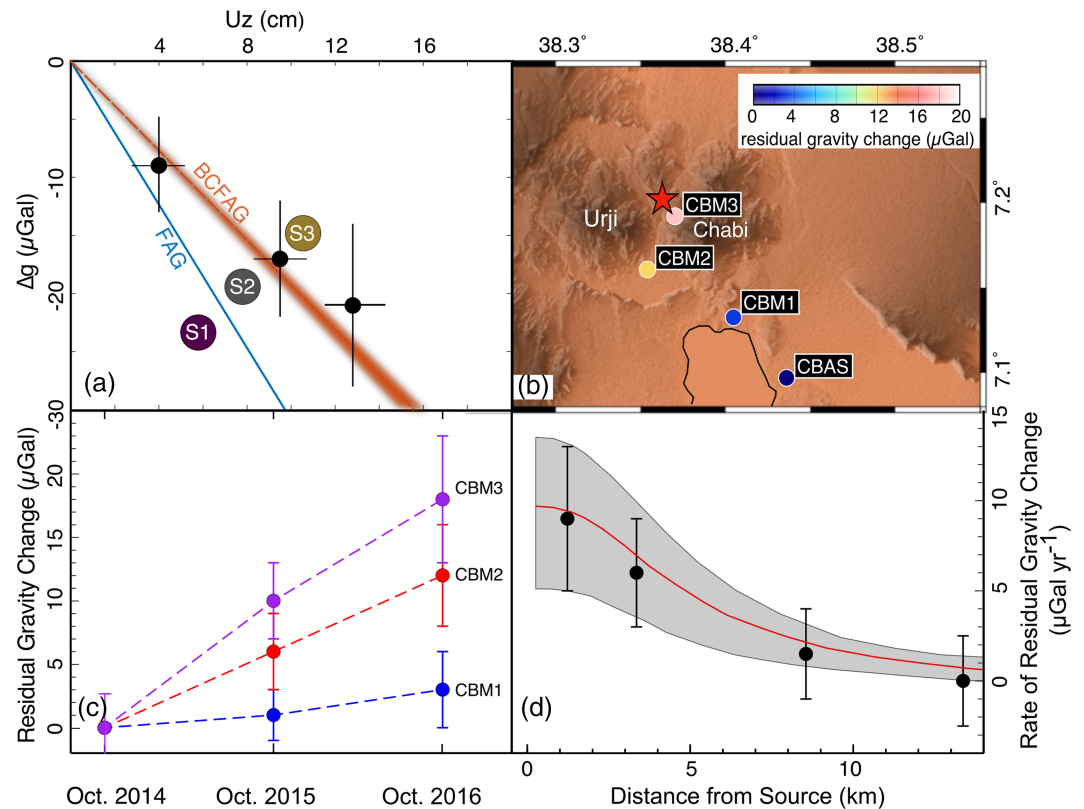 Uz (cm)
4 8 12 16
0
-10
-20
-30
Δg (µGal)
BCFAG
FAG
S1
S2
S3
(a)
38.3° 38.4° 38.5°
0 4 8 12 16 20
residual gravity change (µGal)
7.2°
7.1°
Urji
Chabi
CBM3
CBM2
CBM1
CBAS
(b)
Residual Gravity Change (µGal)
20
15
10
5
0
CBM3
CBM2
CBM1
(c)
Oct. 2014 Oct. 2015 Oct. 2016
15
10
5
0
Rate of Residual Gravity Change
(µGal yr⁻¹)
(d)
0 5 10
Distance from Source (km)